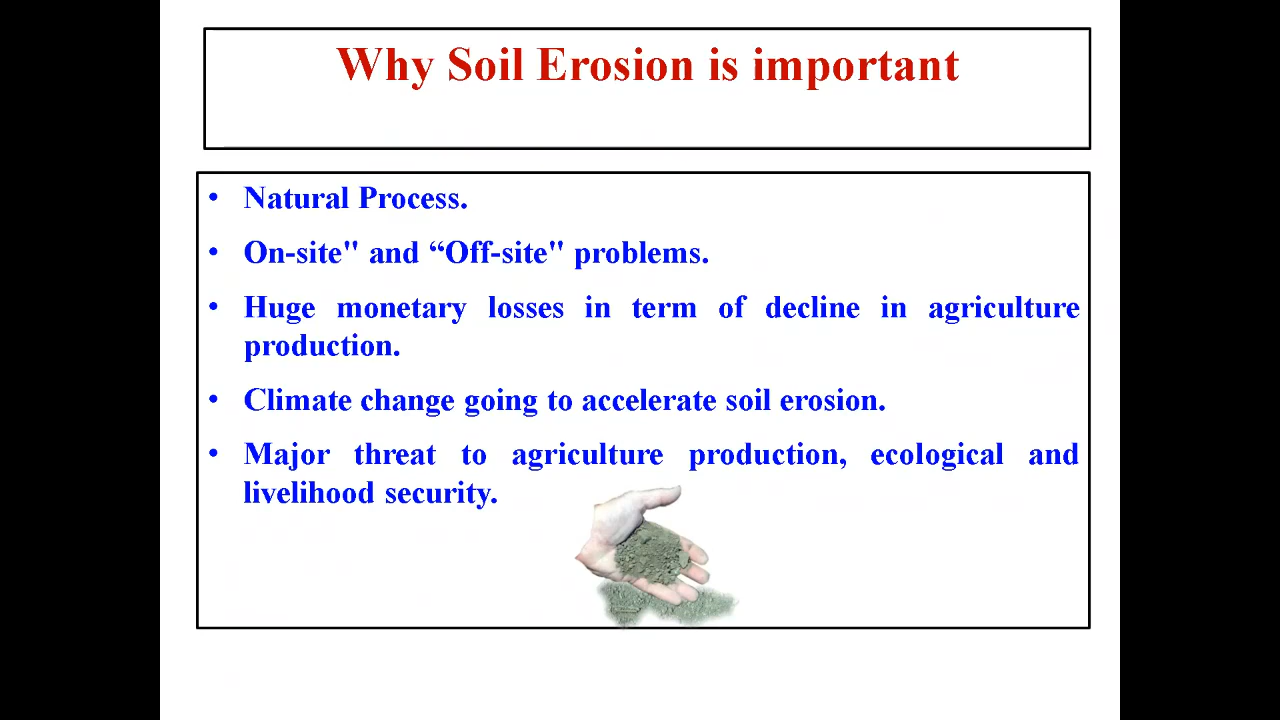 Why Soil Erosion is important
• Natural Process.
• On-site" and “Off-site" problems.
• Huge monetary losses in term of decline in agriculture
production.
• Climate change going to accelerate soil erosion.
• Major threat to agriculture production, ecological and
livelihood security.